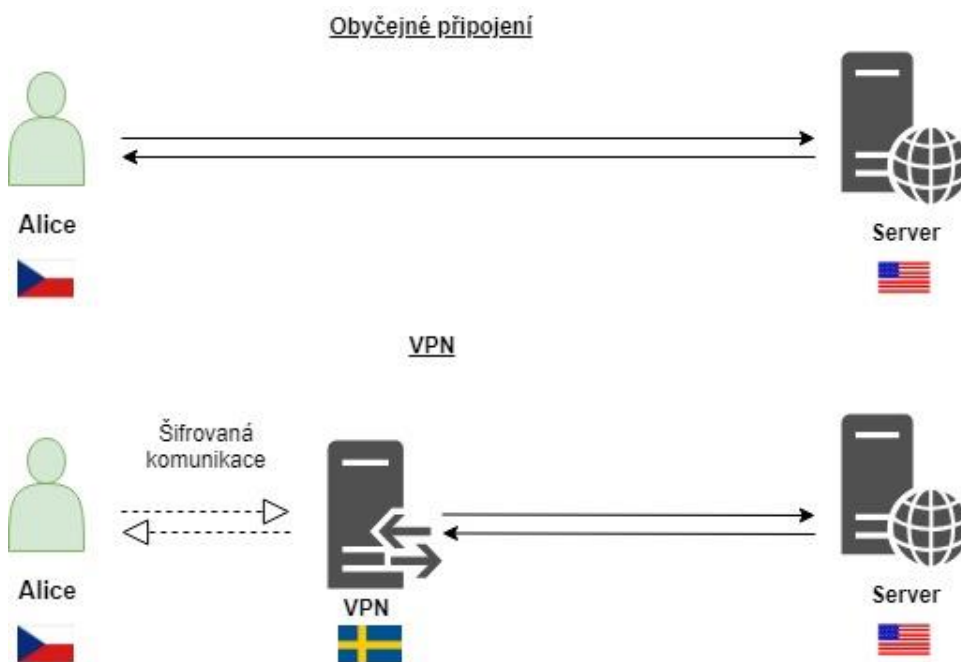 Obyčejné připojení
Alice
Server
VPN
Šifrovaná
komunikace
Alice
VPN
Server